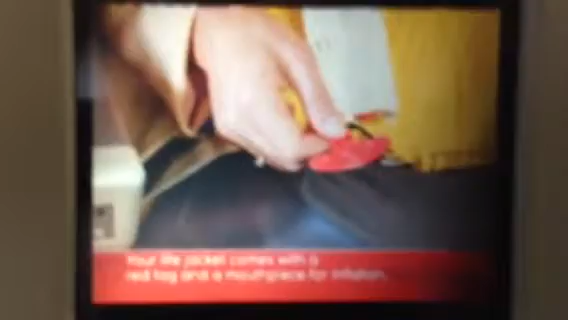 Your life jacket comes with a
red tag and a mouthpiece for inflation.